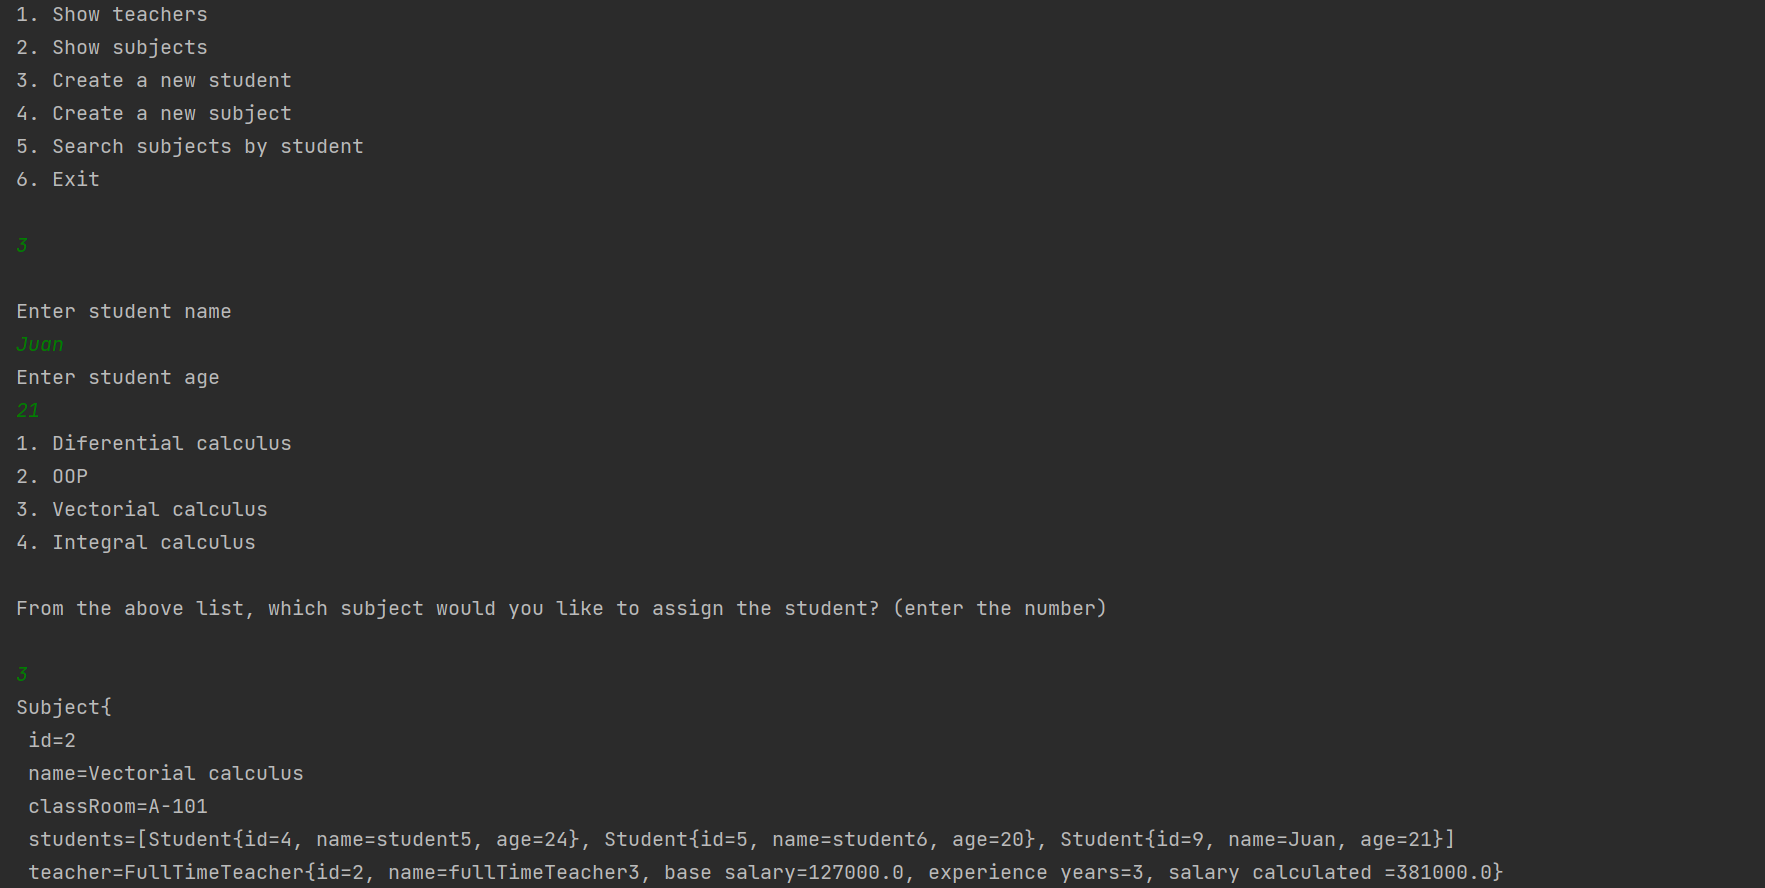 1. Show teachers
2. Show subjects
3. Create a new student
4. Create a new subject
5. Search subjects by student
6. Exit
3
Enter student name
Juan
Enter student age
21
1. Diferential calculus
2. OOP
3. Vectorial calculus
4. Integral calculus
From the above list, which subject would you like to assign the student? (enter the number)
3
Subject{
id=2
name=Vectorial calculus
classRoom=A-101
students=[Student{id=4, name=student5, age=24}, Student{id=5, name=student6, age=20}, Student{id=9, name=Juan, age=21}]
teacher=FullTimeTeacher{id=2, name=fullTimeTeacher3, base salary=127000.0, experience years=3, salary calculated =381000.0}